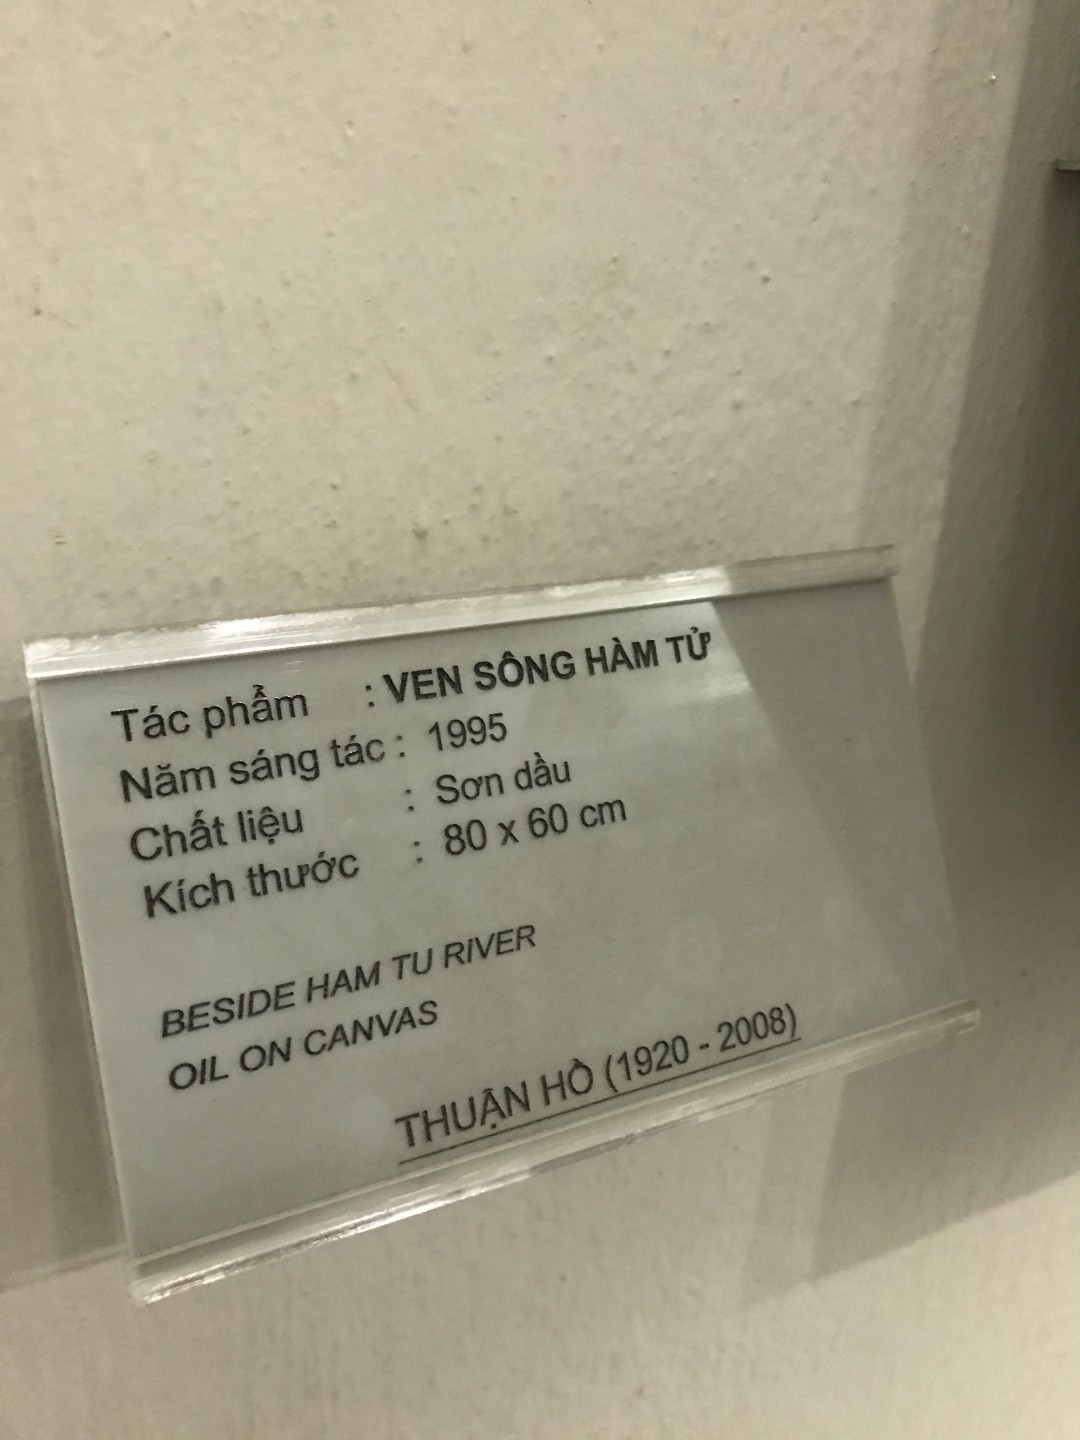 Tác phẩm : VEN SÔNG HÀM TỬ
Năm sáng tác : 1995
Chất liệu : Sơn dầu
Kích thước : 80 x 60 cm
BESIDE HAM TU RIVER
OIL ON CANVAS
THUẬN HỒ (1920 - 2008)